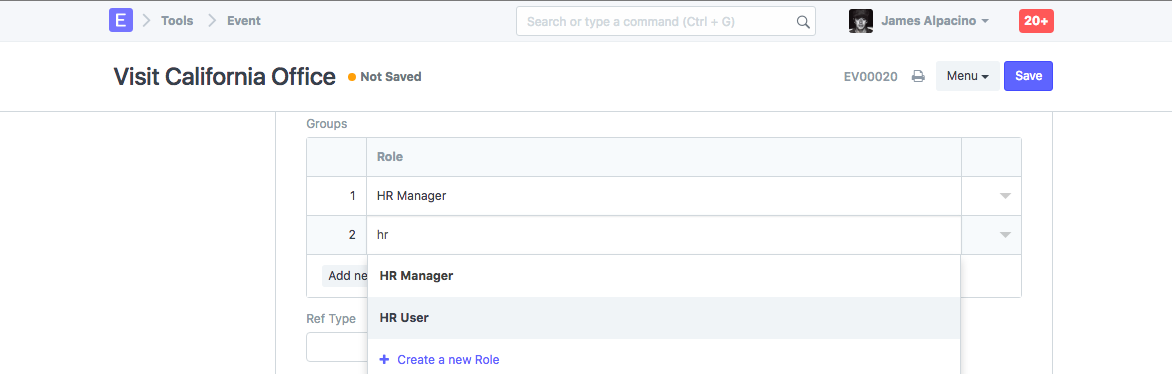 E Tools Event Search or type a command (Ctrl + G) James Alpacino 20+
Visit California Office Not Saved EV00020 Menu Save
Groups
Role
1 HR Manager
2 hr
Add ne HR Manager
HR User
Ref Type
+ Create a new Role